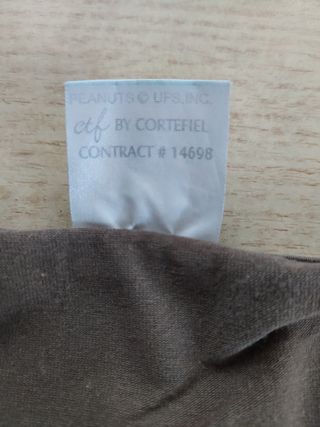 PEANUTS © UFS, INC.
ctf BY CORTEFIEL
CONTRACT # 14698